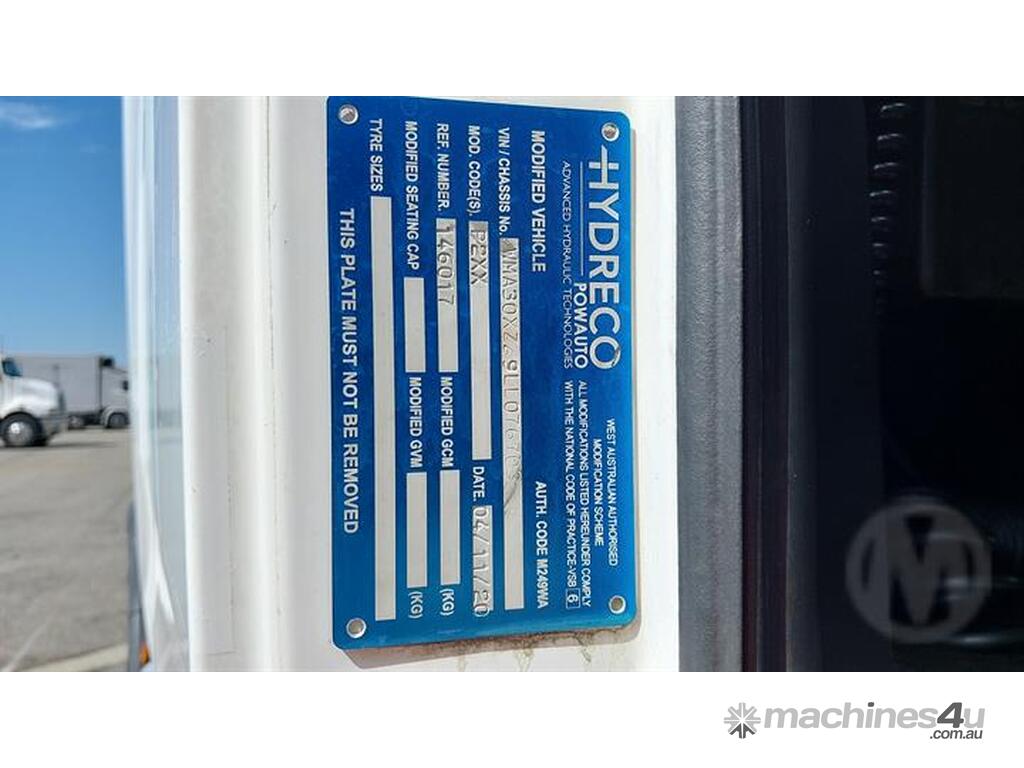 HYDRECO
POWAUTO
ADVANCED HYDRAULIC TECHNOLOGIES
WEST AUSTRALIAN AUTHORISED
MODIFICATION SCHEME
ALL MODIFICATIONS LISTED HEREUNDER COMPLY
WITH THE NATIONAL CODE OF PRACTICE-VSB 6
MODIFIED VEHICLE AUTH. CODE M249WA
VIN / CHASSIS No.
MOD. CODE(S). P2XX DATE. 04/11/20
REF. NUMBER. 146017 MODIFIED GCM (KG)
MODIFIED SEATING CAP MODIFIED GVM (KG)
TYRE SIZES
THIS PLATE MUST NOT BE REMOVED
M
machines4u
.com.au